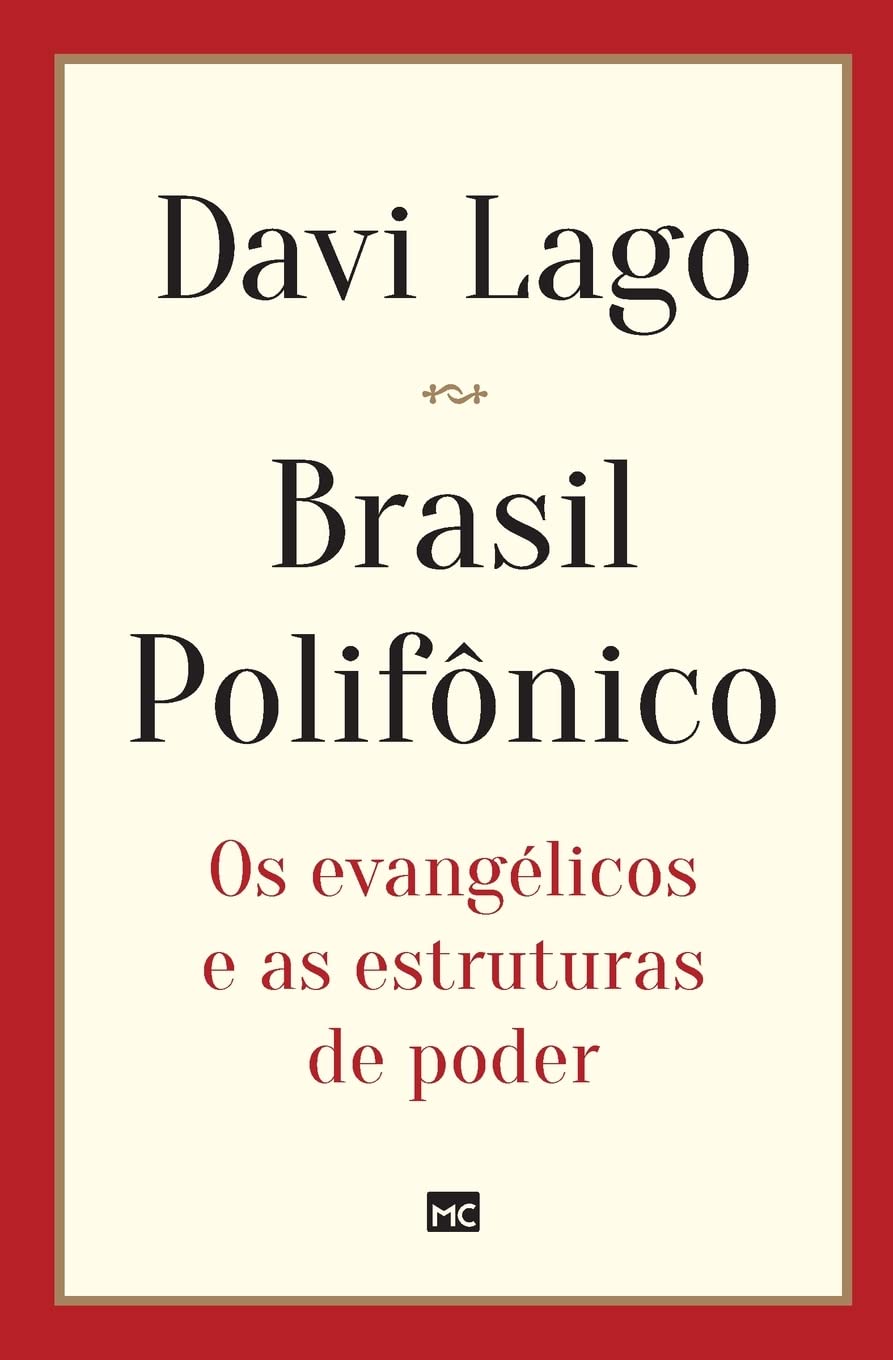 Davi Lago
Brasil
Polifônico
Os evangélicos
e as estruturas
de poder
MC